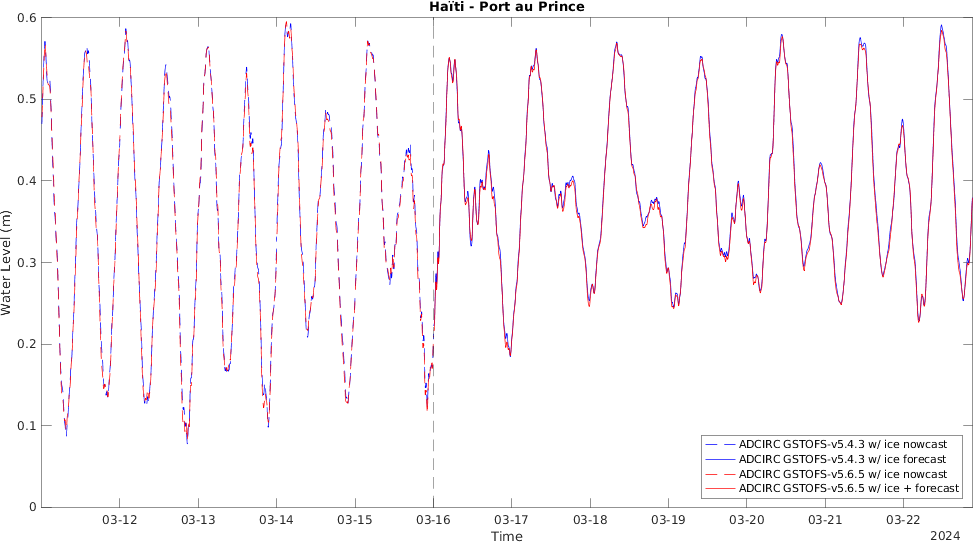 Haïti - Port au Prince
Water Level (m)
0.6
0.5
0.4
0.3
0.2
0.1
0
ADCIRC GSTOFS-v5.4.3 w/ ice nowcast
ADCIRC GSTOFS-v5.4.3 w/ ice forecast
ADCIRC GSTOFS-v5.6.5 w/ ice nowcast
ADCIRC GSTOFS-v5.6.5 w/ ice + forecast
03-12 03-13 03-14 03-15 03-16 03-17 03-18 03-19 03-20 03-21 03-22
Time
2024